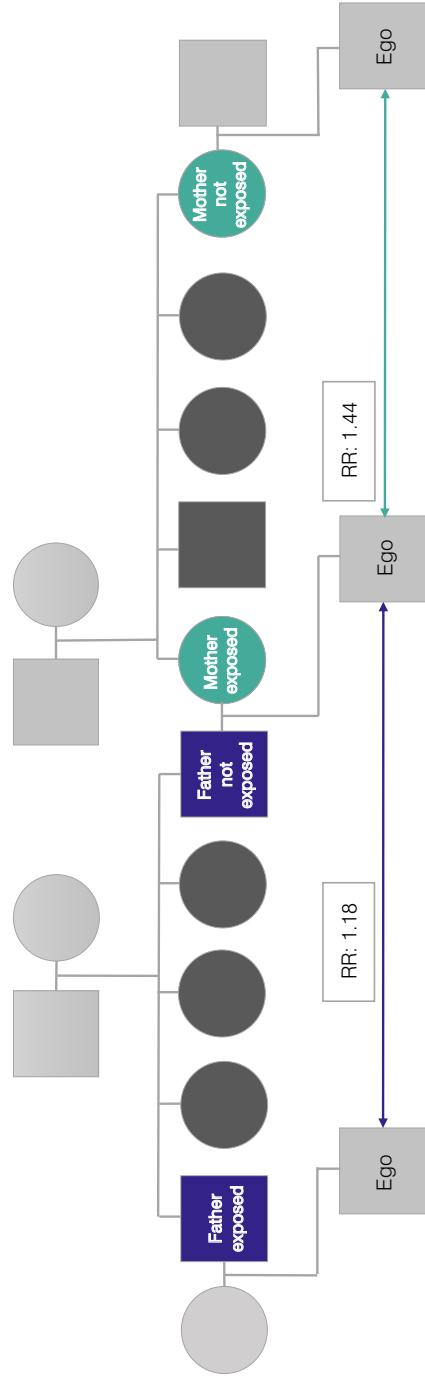 Father
exposed
Father
not
exposed
Mother
exposed
Mother
not
exposed
Ego
RR: 1.18
Ego
RR: 1.44
Ego